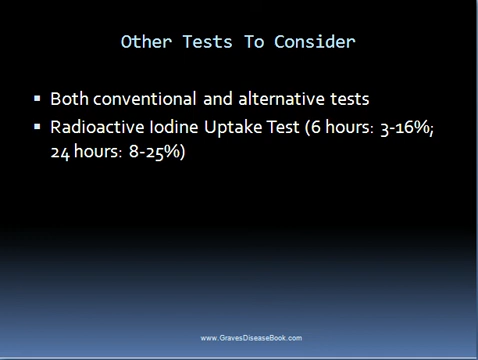 Other Tests To Consider
▪ Both conventional and alternative tests
▪ Radioactive Iodine Uptake Test (6 hours: 3-16%;
24 hours: 8-25%)
www.GravesDiseaseBook.com